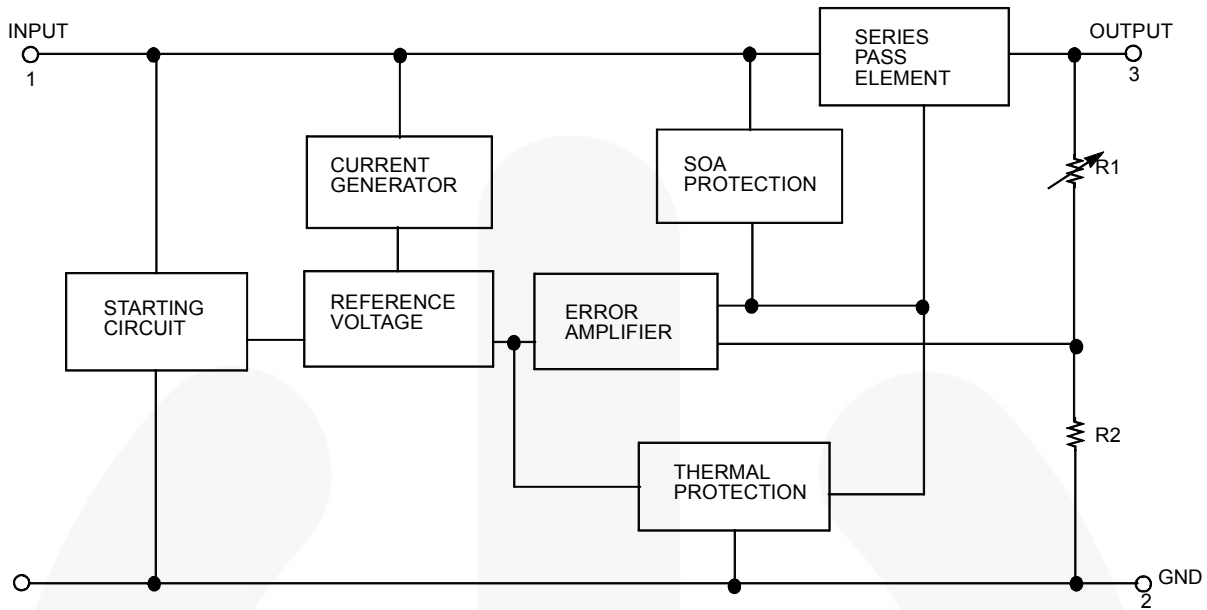 INPUT
1
SERIES
PASS
ELEMENT
OUTPUT
3
CURRENT
GENERATOR
SOA
PROTECTION
R1
STARTING
CIRCUIT
REFERENCE
VOLTAGE
ERROR
AMPLIFIER
R2
THERMAL
PROTECTION
GND
2